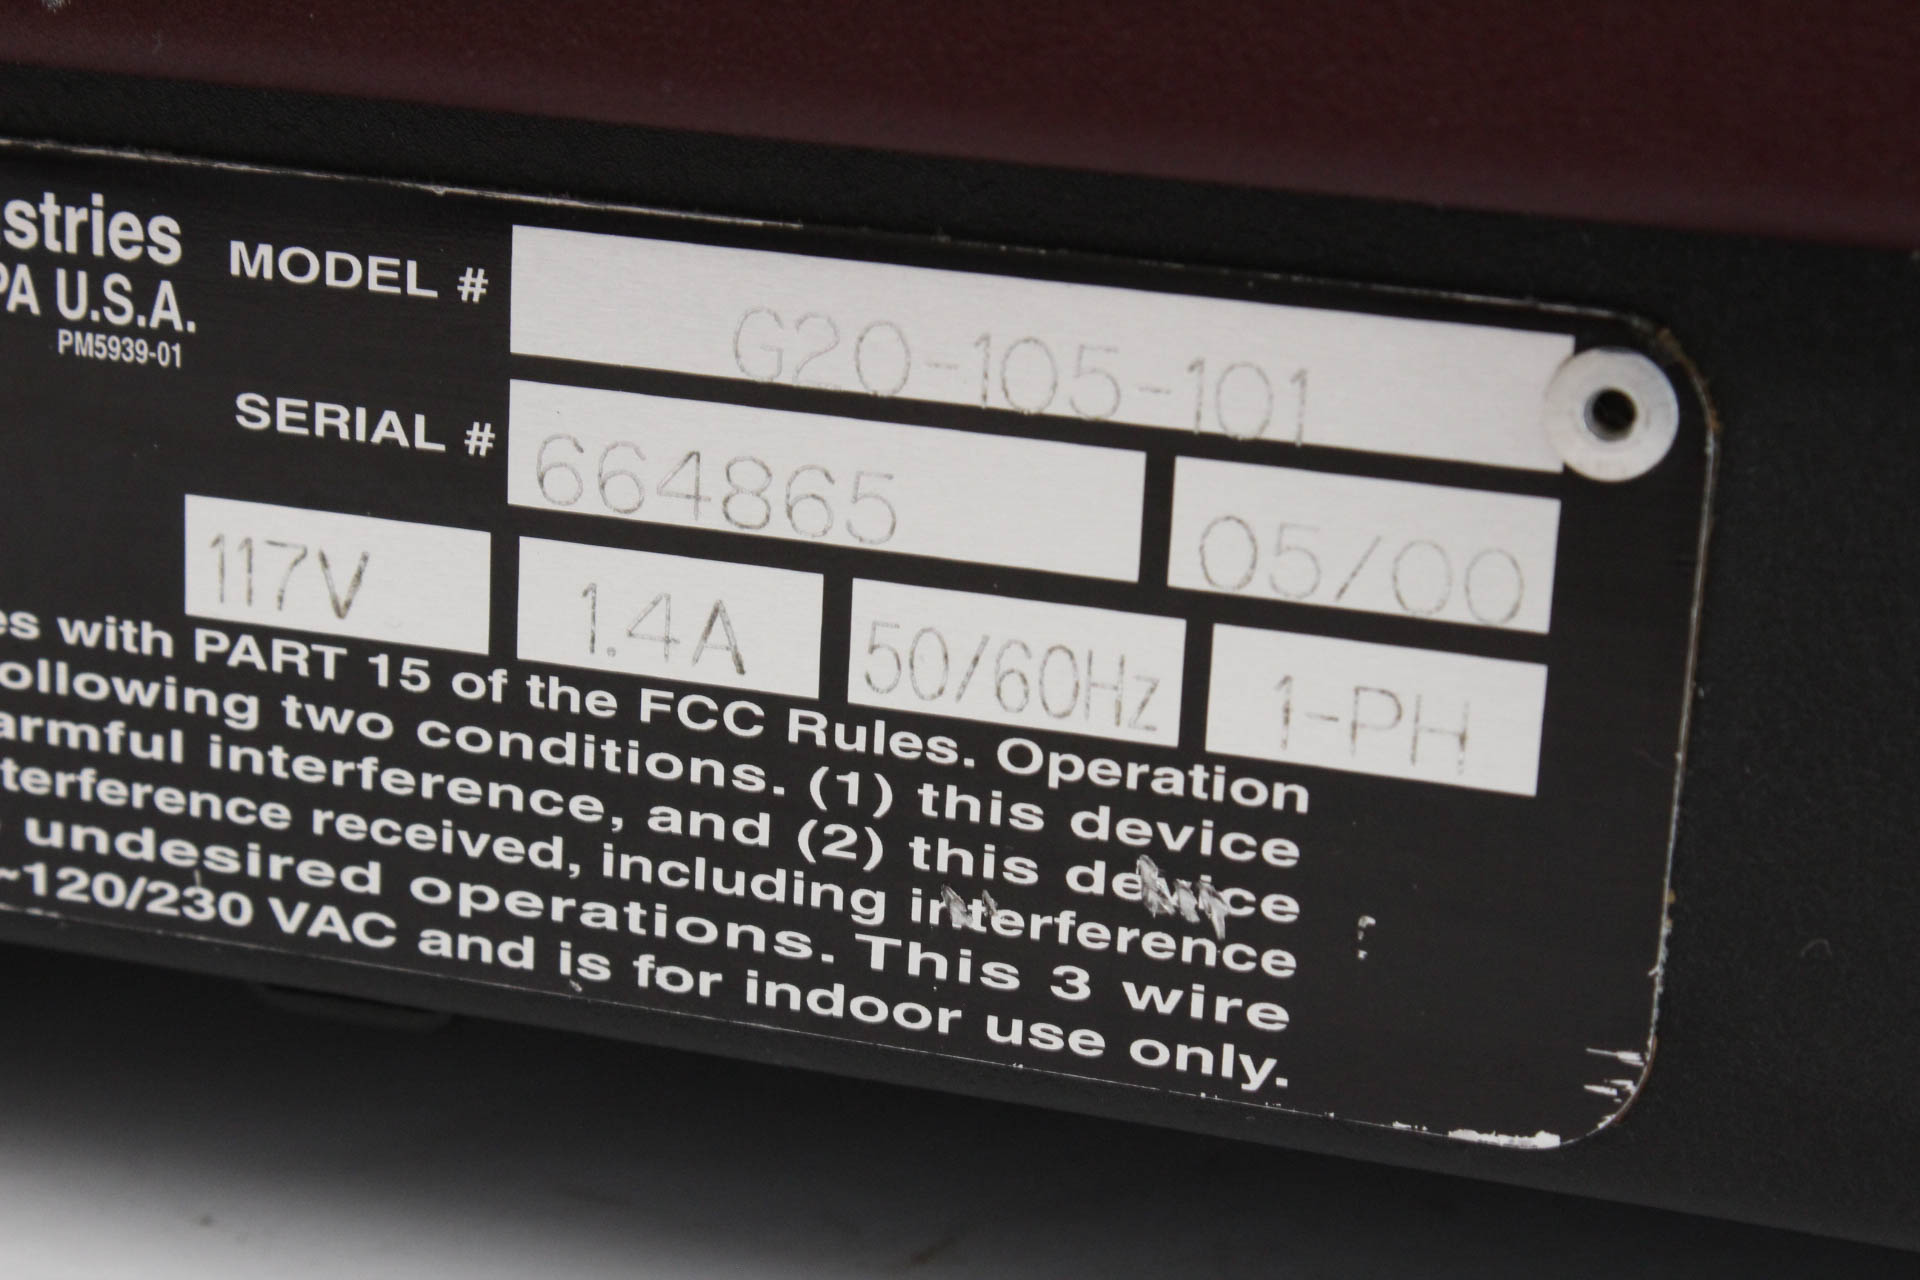 stries
PA U.S.A.
PM5939-01
MODEL # G20-105-101
SERIAL # 664865 05/00
117V 1.4A 50/60Hz 1-PH
es with PART 15 of the FCC Rules. Operation
ollowing two conditions. (1) this device
armful interference, and (2) this device
terference received, including interference
undesired operations. This 3 wire
~120/230 VAC and is for indoor use only.